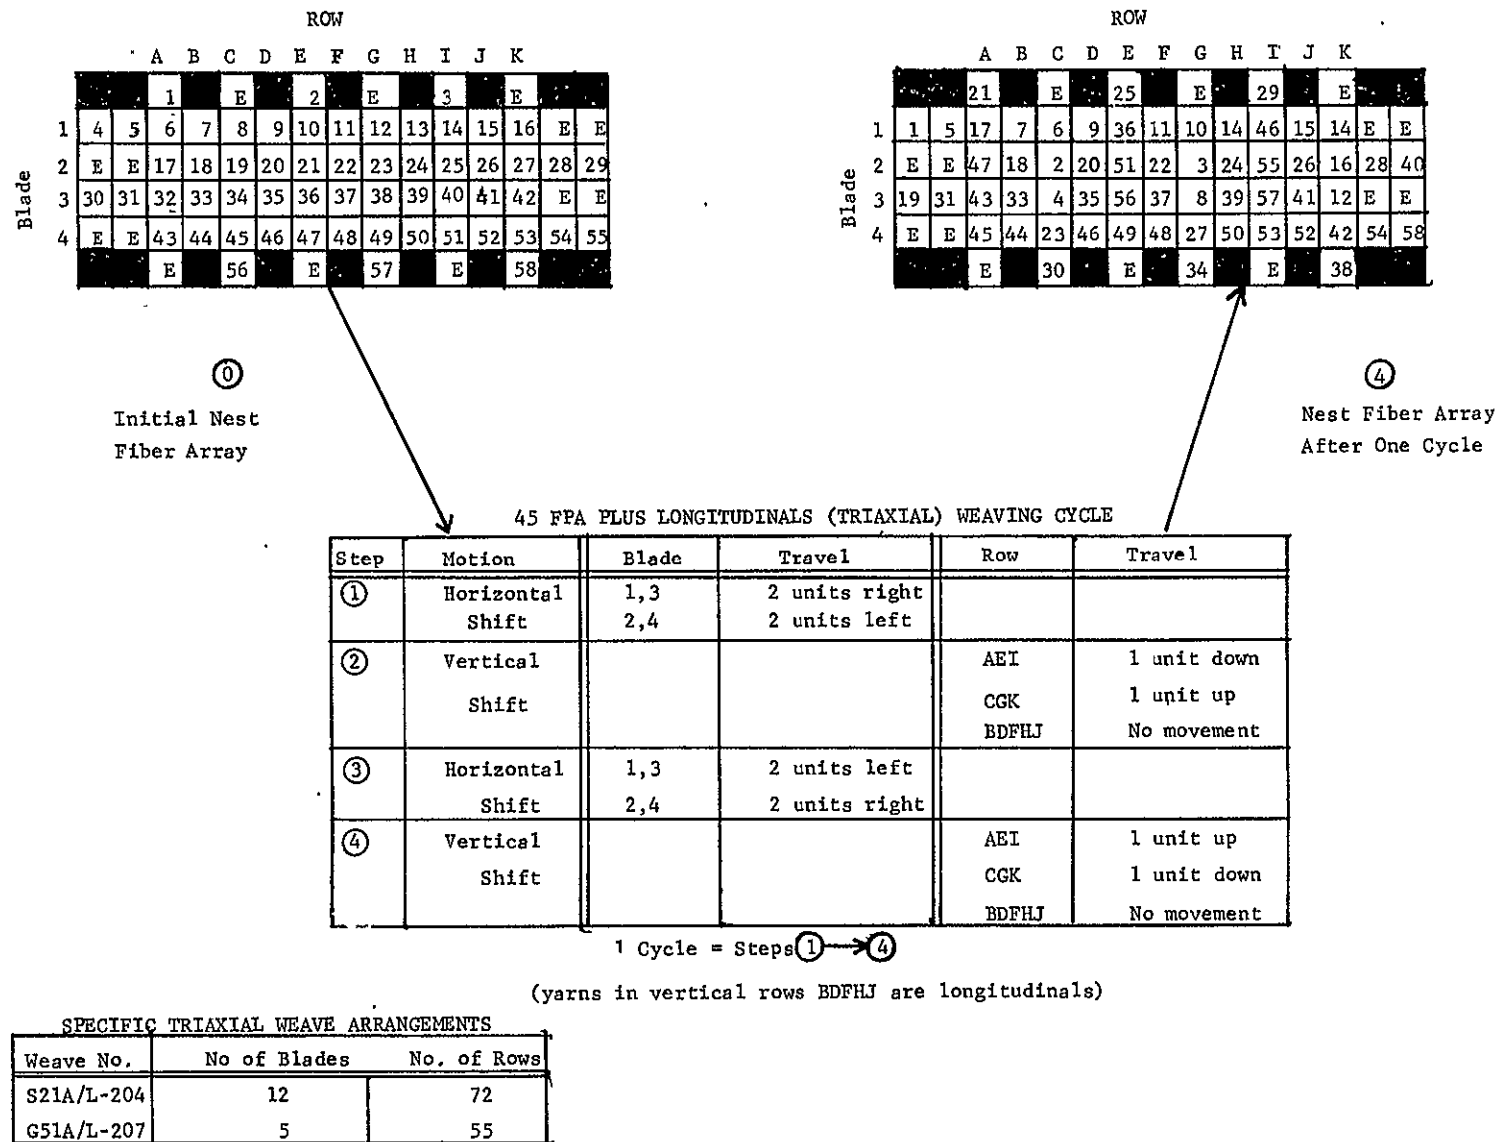 ROW
A B C D E F G H I J K
1 E 2 E 3 E
1 4 5 6 7 8 9 10 11 12 13 14 15 16 E E
2 E E 17 18 19 20 21 22 23 24 25 26 27 28 29
3 30 31 32 33 34 35 36 37 38 39 40 41 42 E E
4 E E 43 44 45 46 47 48 49 50 51 52 53 54 55
E 56 E 57 E 58
Blade
ROW
A B C D E F G H I J K
21 E 25 E 29 E
1 1 5 17 7 6 9 36 11 10 14 46 15 14 E E
2 E E 47 18 2 20 51 22 3 24 55 26 16 28 40
3 19 31 43 33 4 35 56 37 8 39 57 41 12 E E
4 E E 45 44 23 46 49 48 27 50 53 52 42 54 58
E 30 E 34 E 38
Blade
0
Initial Nest
Fiber Array
4
Nest Fiber Array
After One Cycle
45 FPA PLUS LONGITUDINALS (TRIAXIAL) WEAVING CYCLE
Step Motion Blade Travel Row Travel
1 Horizontal 1,3 2 units right
Shift 2,4 2 units left
2 Vertical AEI 1 unit down
Shift CGK 1 unit up
BDFHJ No movement
3 Horizontal 1,3 2 units left
Shift 2,4 2 units right
4 Vertical AEI 1 unit up
Shift CGK 1 unit down
BDFHJ No movement
1 Cycle = Steps 1 → 4
(yarns in vertical rows BDFHJ are longitudinals)
SPECIFIC TRIAXIAL WEAVE ARRANGEMENTS
Weave No. No of Blades No. of Rows
S21A/L-204 12 72
G51A/L-207 5 55